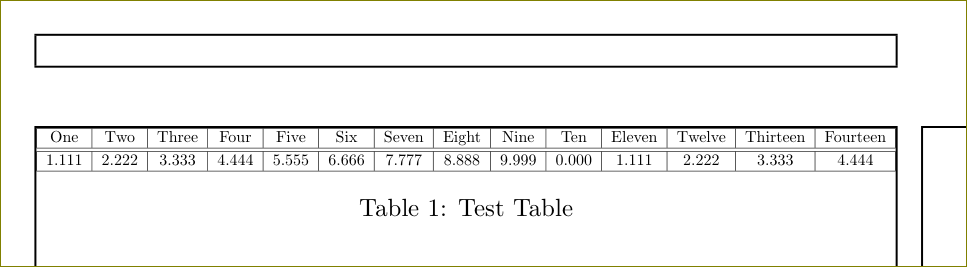 One Two Three Four Five Six Seven Eight Nine Ten Eleven Twelve Thirteen Fourteen
1.111 2.222 3.333 4.444 5.555 6.666 7.777 8.888 9.999 0.000 1.111 2.222 3.333 4.444
Table 1: Test Table